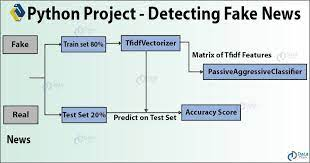 Python Project - Detecting Fake News
Fake
Train set 80%
TfidfVectorizer
Matrix of Tfidf Features
PassiveAggressiveClassifier
Real
Test Set 20%
Predict on Test Set
Accuracy Score
News